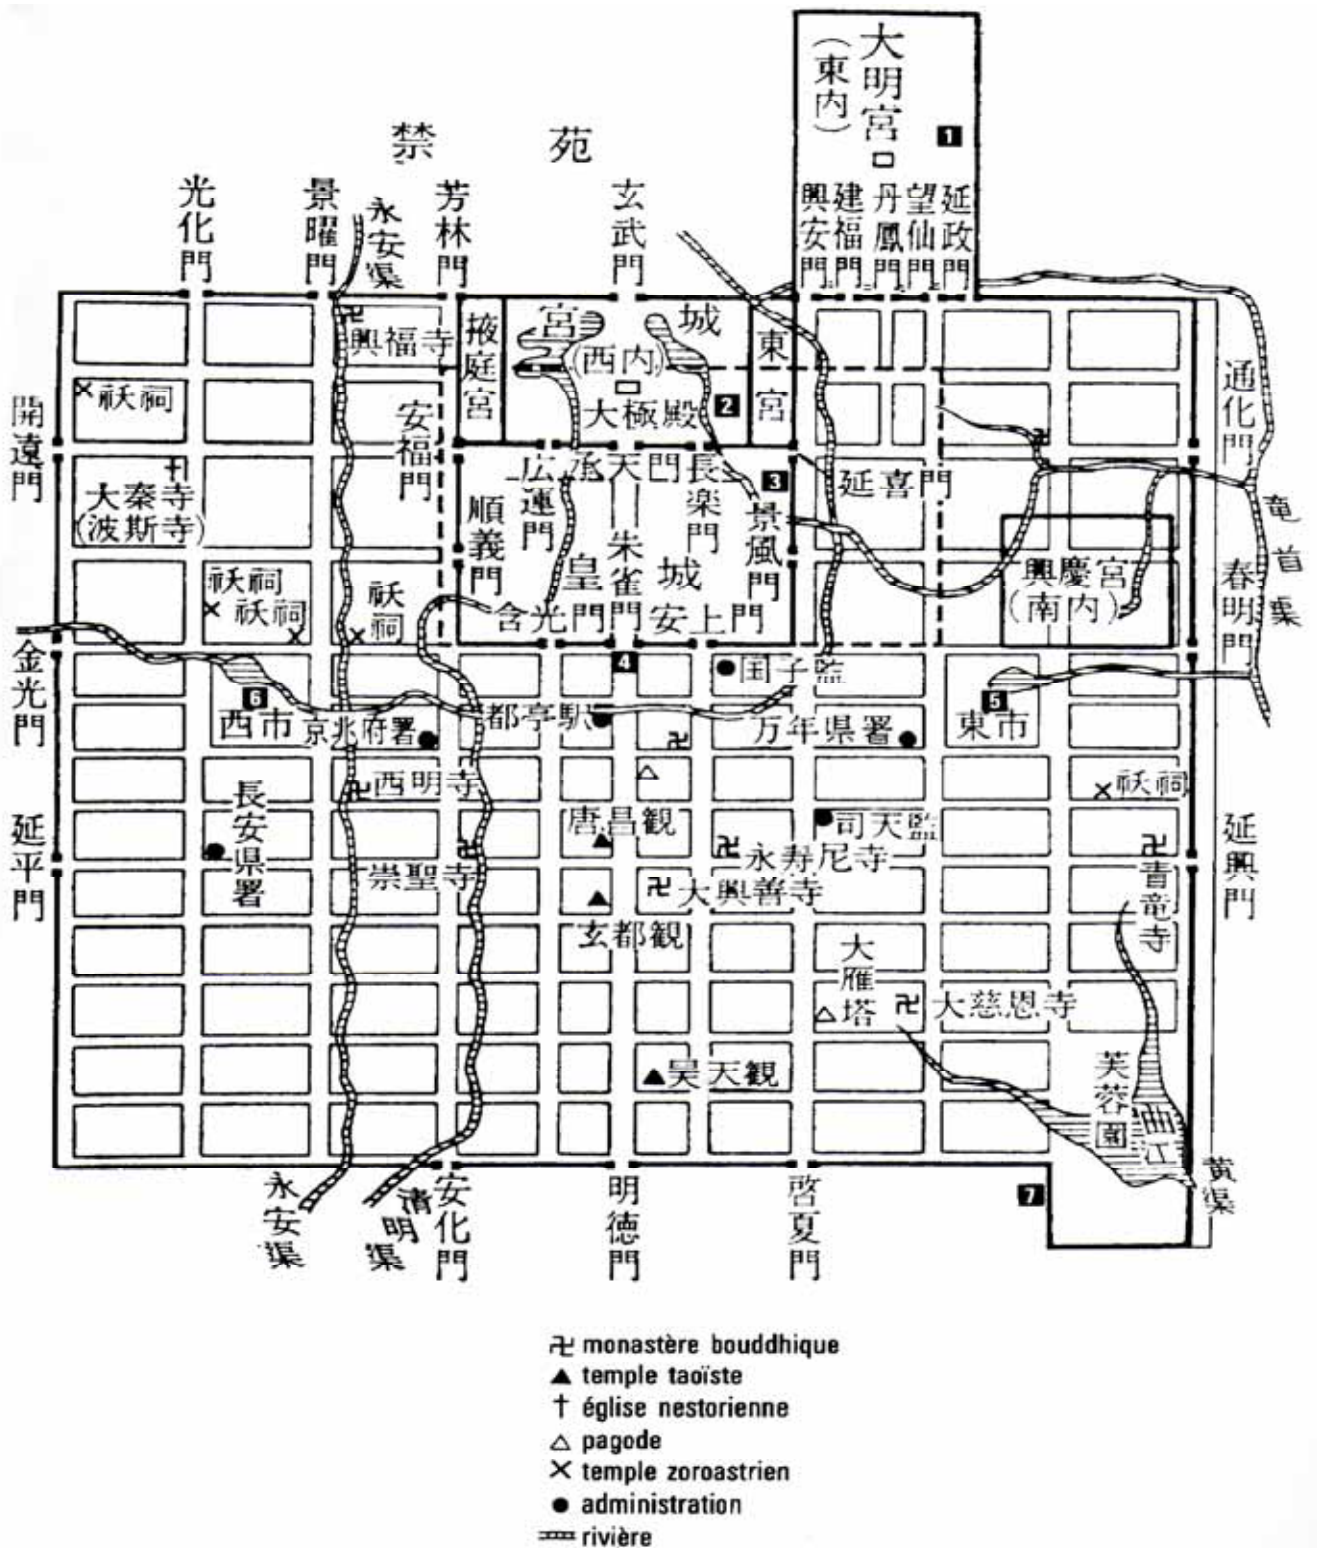 大明宮
（東内）
1
禁苑
光化門
景曜門
永安渠
芳林門
玄武門
興安門
建福門
丹鳳門
望仙門
延政門
興福寺
掖庭宮
宮城
（西内）
大極殿
2
東宮
通化門
祆祠
開遠門
安福門
大秦寺
（波斯寺）
順義門
広運門
承天門
長楽門
3
景風門
延喜門
竜首渠
朱雀門
皇城
興慶宮
（南内）
春明門
祆祠
祆祠
祆祠
含光門
安上門
金光門
4
国子監
6
西市
京兆府署
都亭駅
万年県署
5
東市
西明寺
祆祠
延平門
長安県署
唐昌観
司天監
延興門
崇聖寺
永寿尼寺
大興善寺
青竜寺
玄都観
大雁塔
大慈恩寺
昊天観
芙蓉園
曲江
黄渠
7
永安渠
清明渠
安化門
明徳門
啓夏門
卍 monastère bouddhique
▲ temple taoïste
† église nestorienne
△ pagode
× temple zoroastrien
● administration
rivière